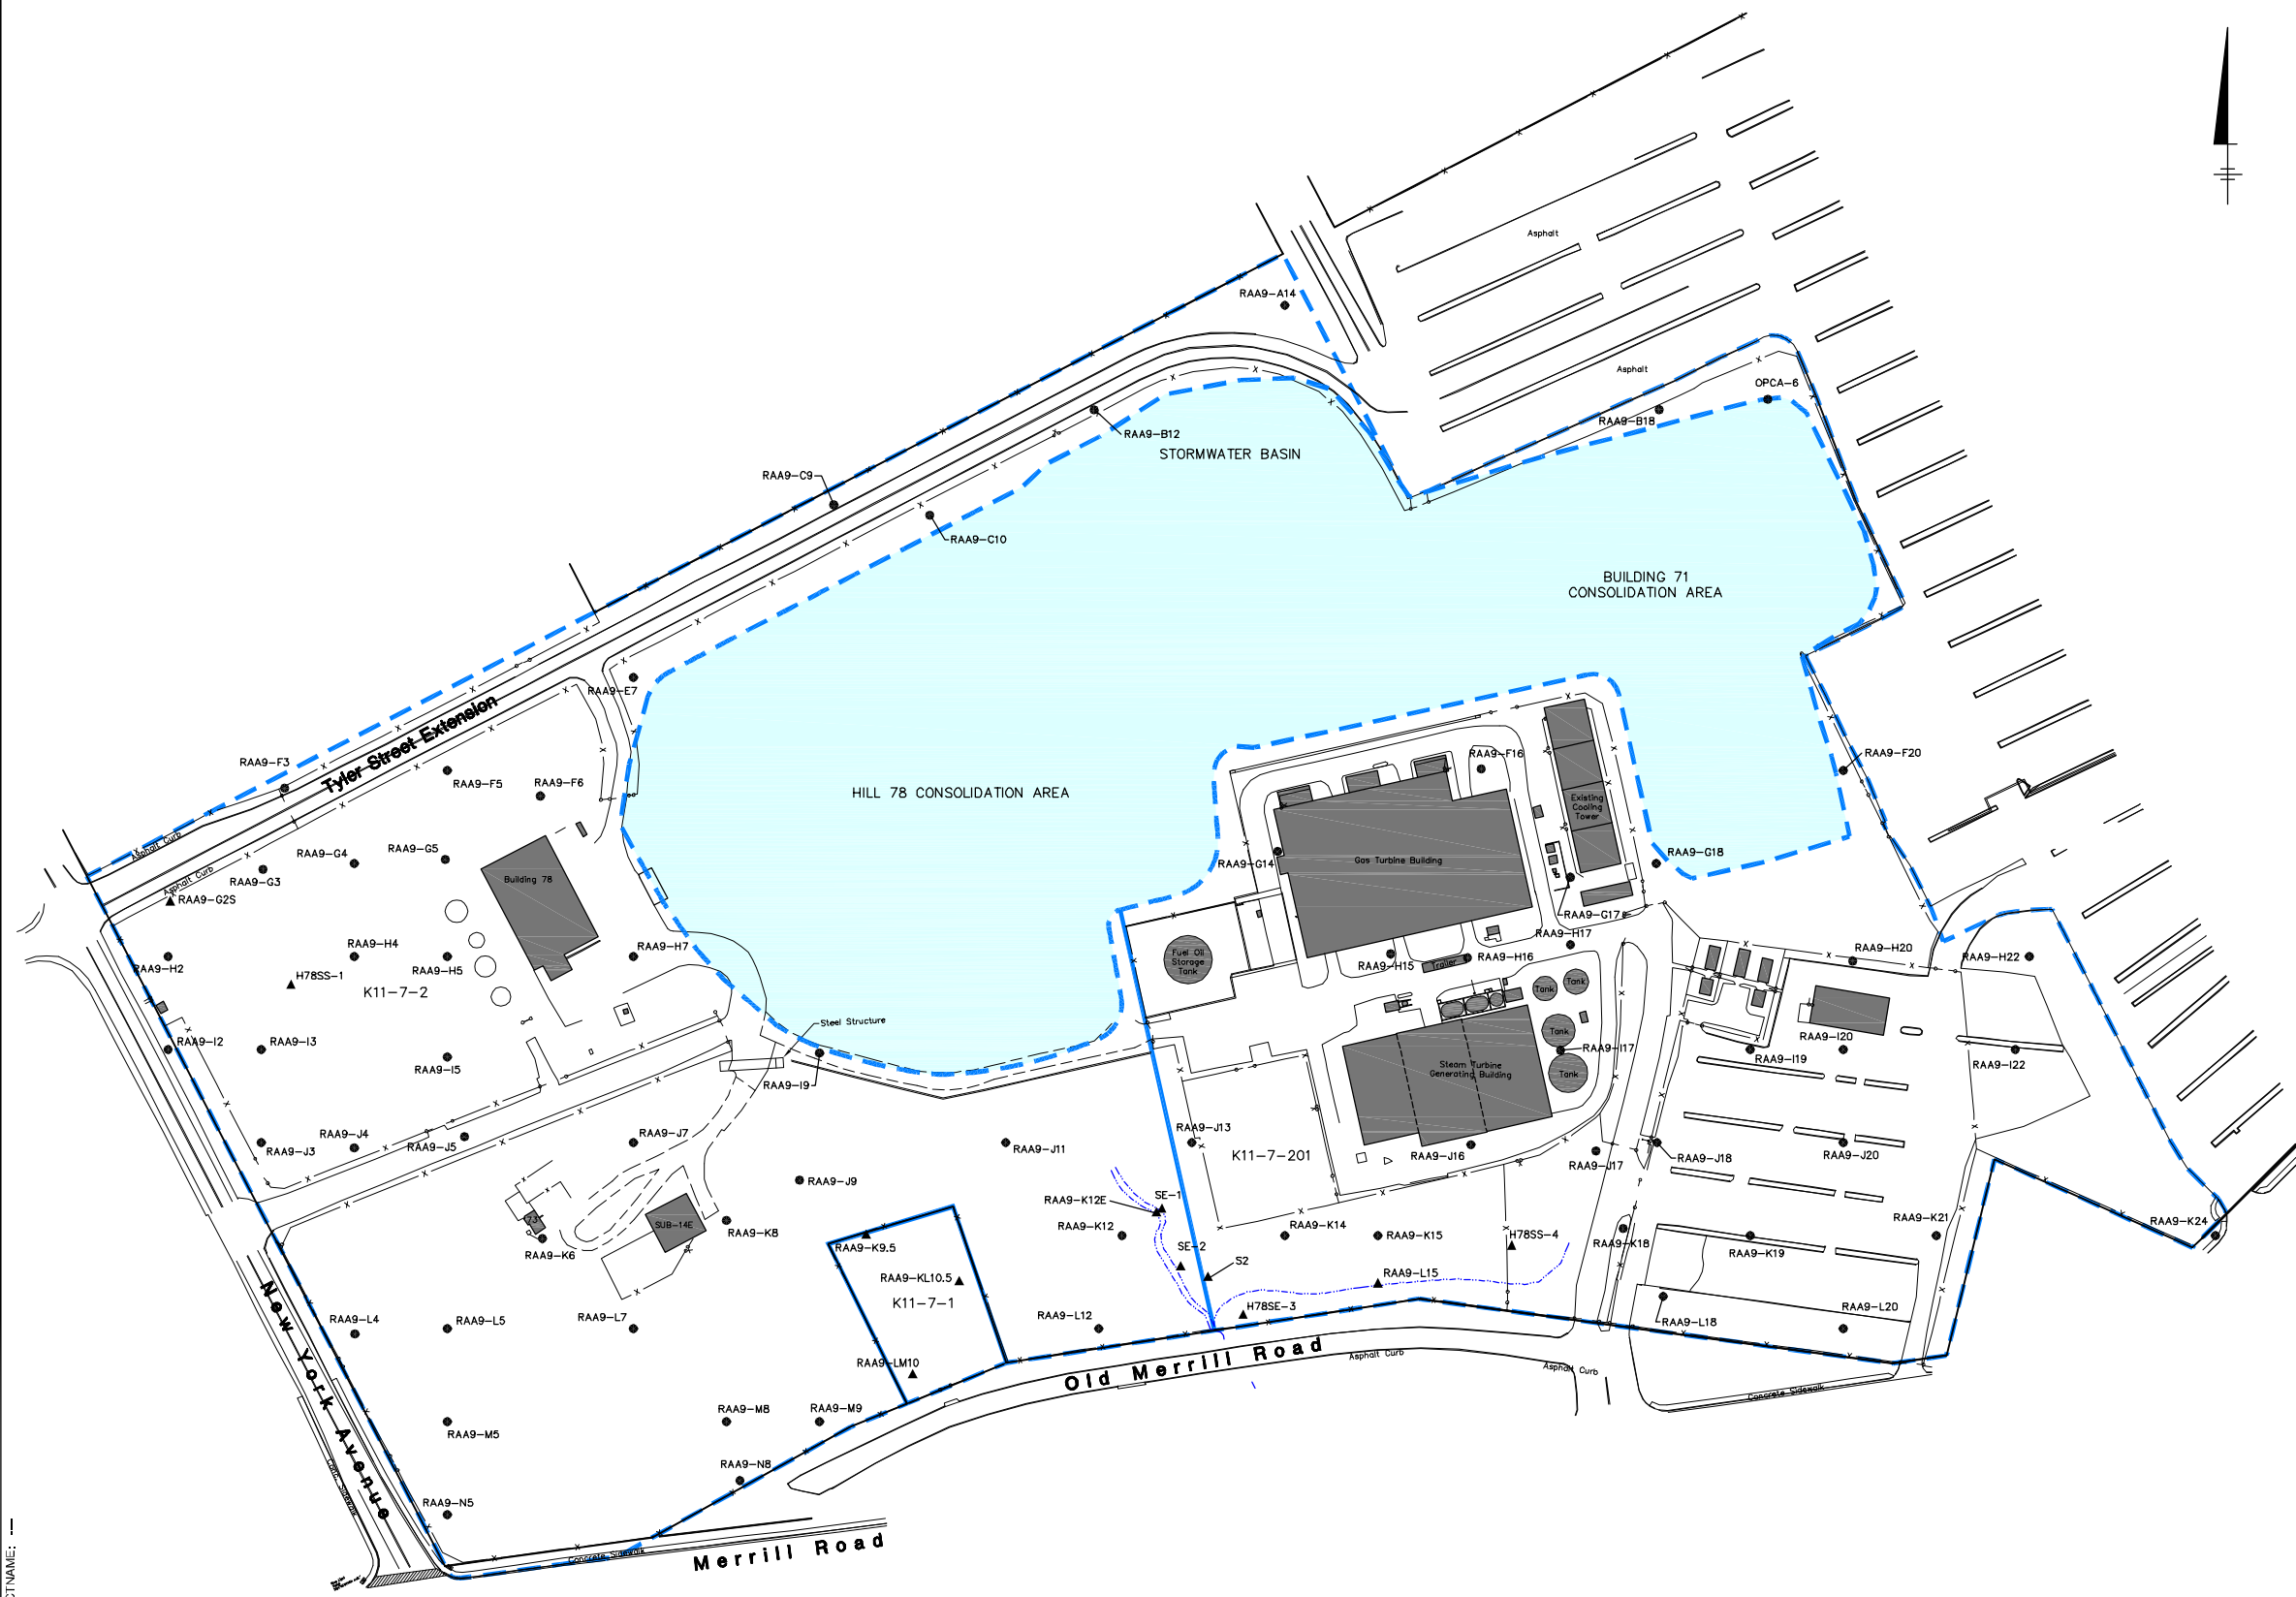 Asphalt
RAA9-A14
Asphalt
OPCA-6
RAA9-B18
RAA9-B12
STORMWATER BASIN
RAA9-C9
RAA9-C10
BUILDING 71
CONSOLIDATION AREA
RAA9-E7
Tyler Street Extension
RAA9-F3
RAA9-F5
RAA9-F6
RAA9-F16
RAA9-F20
HILL 78 CONSOLIDATION AREA
Existing
Cooling
Tower
Asphalt Curb
RAA9-G4
RAA9-G5
RAA9-G3
Asphalt Curb
RAA9-G2S
Building 78
RAA9-G14
Gas Turbine Building
RAA9-G18
RAA9-G17
RAA9-H4
RAA9-H7
RAA9-H17
RAA9-H20
RAA9-H2
H78SS-1
RAA9-H5
K11-7-2
Fuel Oil
Storage
Tank
RAA9-H15
Trailer
RAA9-H16
RAA9-H22
Tank
Tank
Steel Structure
RAA9-I2
RAA9-I3
RAA9-I5
RAA9-I9
Tank
RAA9-I17
Tank
Steam Turbine
Generating Building
RAA9-I20
RAA9-I19
RAA9-I22
RAA9-J3
RAA9-J4
RAA9-J5
RAA9-J7
RAA9-J9
RAA9-J11
RAA9-J13
K11-7-201
RAA9-J16
RAA9-J17
RAA9-J18
RAA9-J20
73
RAA9-K6
SUB-14E
RAA9-K8
RAA9-K9.5
RAA9-K12E
SE-1
RAA9-K12
SE-2
S2
RAA9-K14
RAA9-K15
H78SS-4
RAA9-K18
RAA9-K19
RAA9-K21
RAA9-K24
RAA9-KL10.5
K11-7-1
RAA9-L15
H78SE-3
RAA9-L4
RAA9-L5
RAA9-L7
RAA9-L12
RAA9-L18
RAA9-L20
RAA9-LM10
Old Merrill Road
Asphalt Curb
Asphalt Curb
Concrete Sidewalk
New York Avenue
Conc. Sidewalk
RAA9-M5
RAA9-M8
RAA9-M9
RAA9-N8
RAA9-N5
Concrete Sidewalk
Merrill Road
CTNAME: